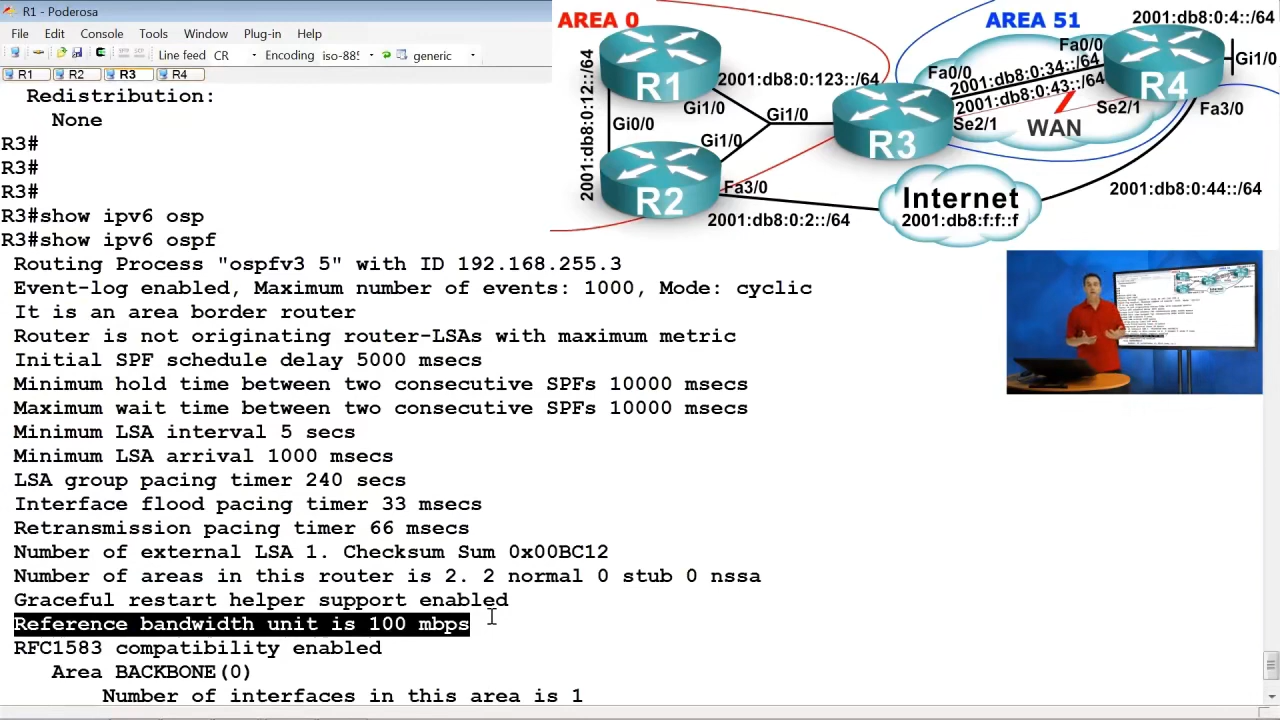 R1 - Poderosa
File Edit Console Tools Window Plug-in Help
Line feed CR Encoding iso-88: generic
R1 R2 R3 R4
Redistribution:
None
R3#
R3#
R3#
R3#show ipv6 osp
R3#show ipv6 ospf
Routing Process "ospfv3 5" with ID 192.168.255.3
Event-log enabled, Maximum number of events: 1000, Mode: cyclic
It is an area border router
Router is not originating router-LSAs with maximum metric
Initial SPF schedule delay 5000 msecs
Minimum hold time between two consecutive SPFs 10000 msecs
Maximum wait time between two consecutive SPFs 10000 msecs
Minimum LSA interval 5 secs
Minimum LSA arrival 1000 msecs
LSA group pacing timer 240 secs
Interface flood pacing timer 33 msecs
Retransmission pacing timer 66 msecs
Number of external LSA 1. Checksum Sum 0x00BC12
Number of areas in this router is 2. 2 normal 0 stub 0 nssa
Graceful restart helper support enabled
Reference bandwidth unit is 100 mbps
RFC1583 compatibility enabled
Area BACKBONE(0)
Number of interfaces in this area is 1
AREA 0
AREA 51
2001:db8:0:4::/64
Fa0/0
R1
2001:db8:0:123::/64
Fa0/0
2001:db8:0:34::/64
R4
Gi1/0
2001:db8:0:12::/64
Gi1/0
2001:db8:0:43::/64
Gi0/0
Gi1/0
R3
Se2/1
WAN
Se2/1
Fa3/0
Gi1/0
R2
Fa3/0
Internet
2001:db8:0:44::/64
2001:db8:0:2::/64
2001:db8:f:f::f